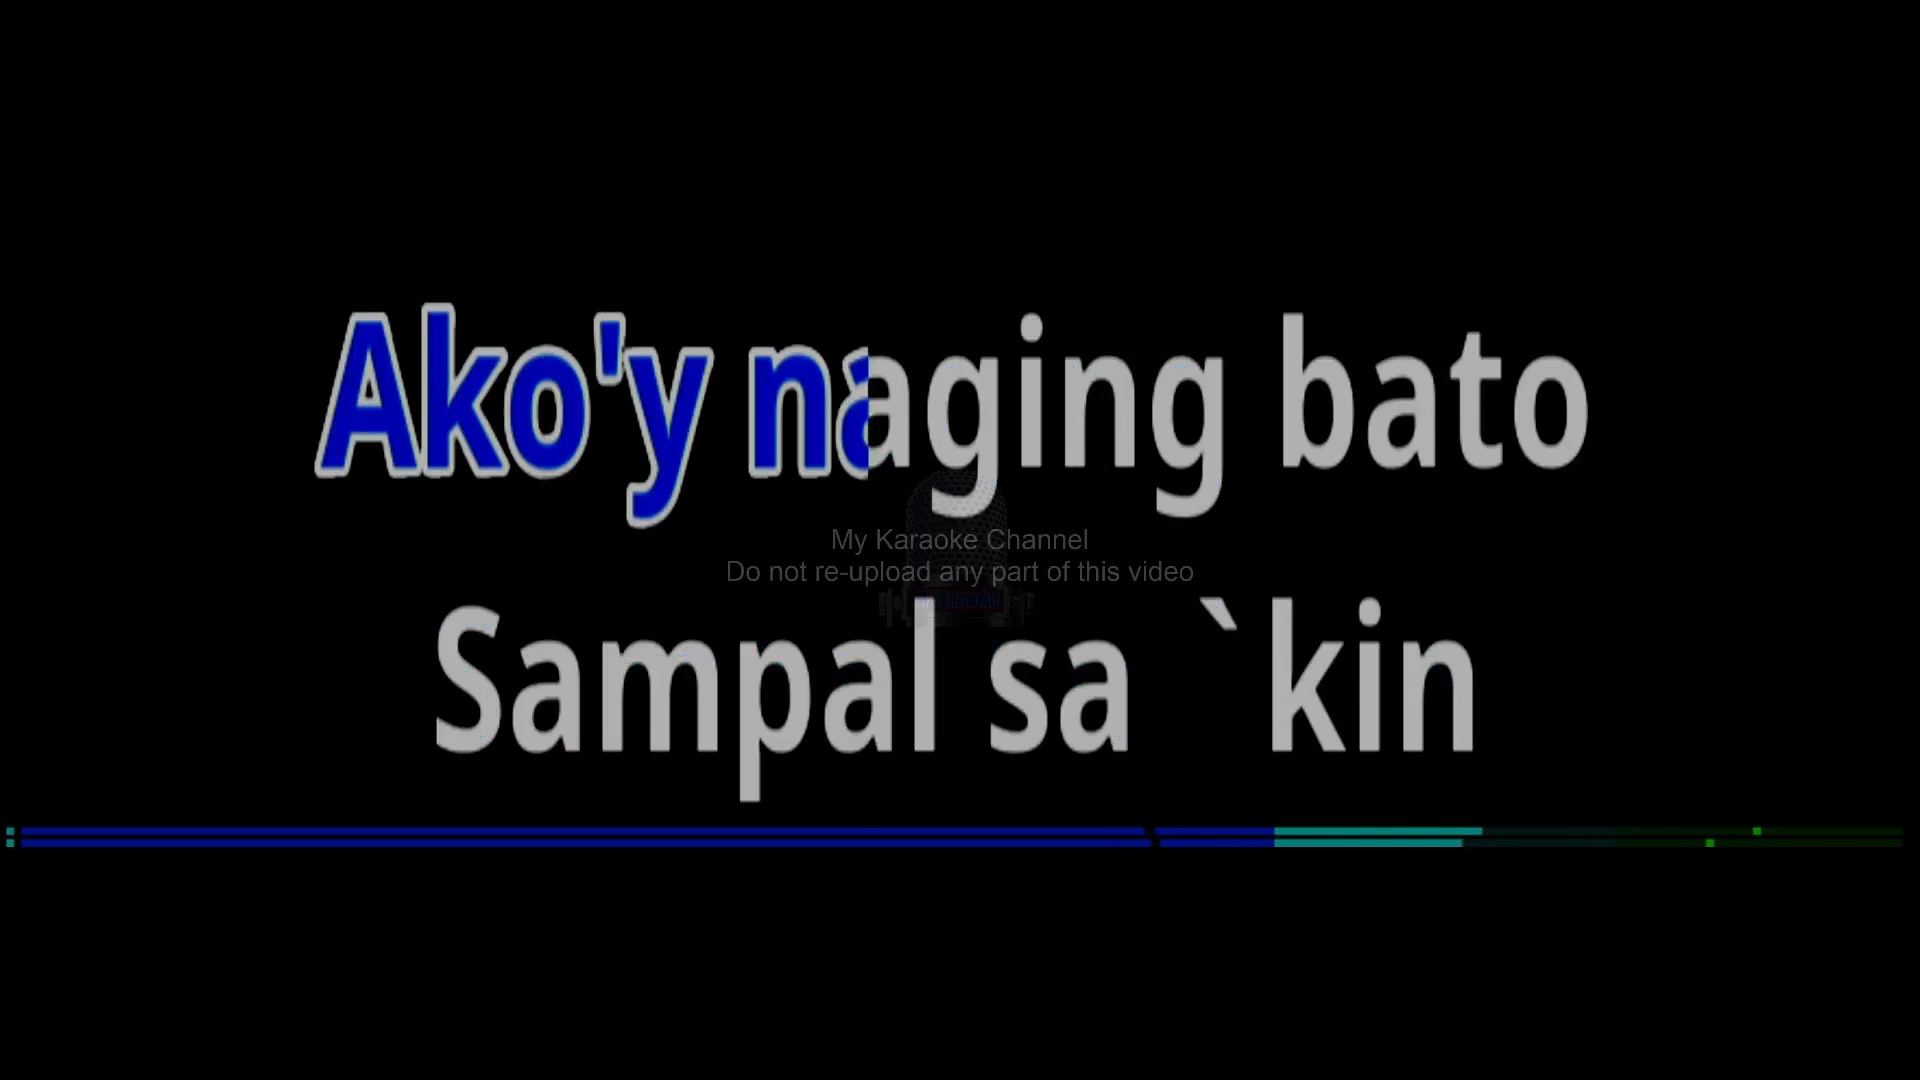 Ako'y naging bato
My Karaoke Channel
Do not re-upload any part of this video
Sampal sa `kin